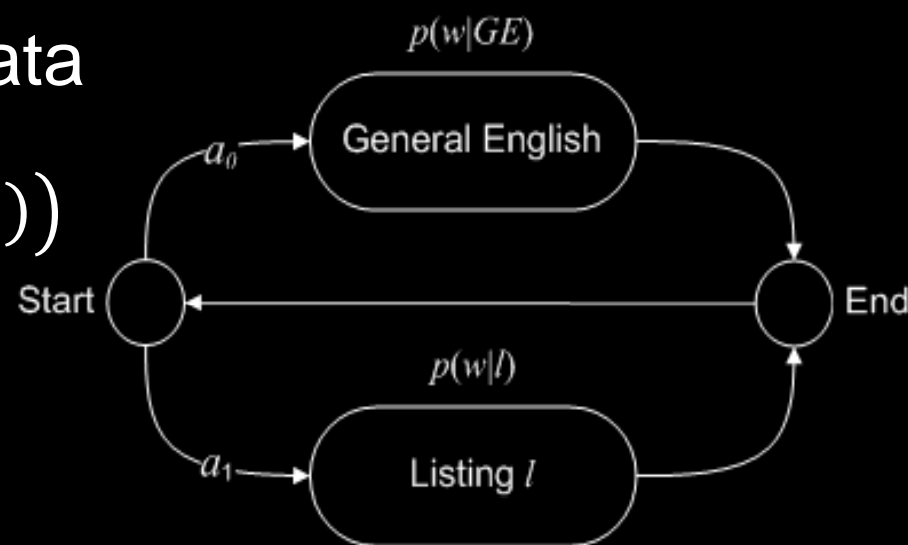 p(w|GE)
ata
a₀
General English
))
Start
End
p(w|l)
a₁
Listing l